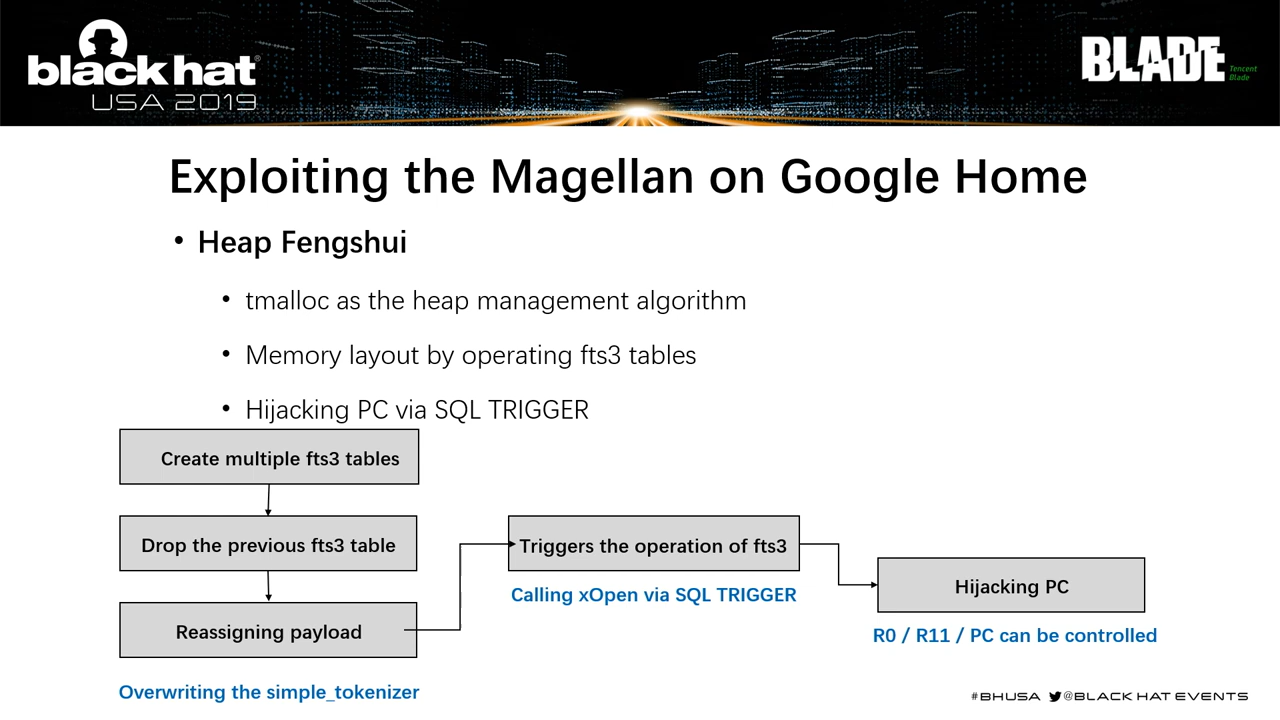 black hat®
USA 2019
BLADE
Tencent
Blade
Exploiting the Magellan on Google Home
• Heap Fengshui
• tmalloc as the heap management algorithm
• Memory layout by operating fts3 tables
• Hijacking PC via SQL TRIGGER
Create multiple fts3 tables
Drop the previous fts3 table
Reassigning payload
Overwriting the simple_tokenizer
Triggers the operation of fts3
Calling xOpen via SQL TRIGGER
Hijacking PC
R0 / R11 / PC can be controlled
#BHUSA @BLACK HAT EVENTS